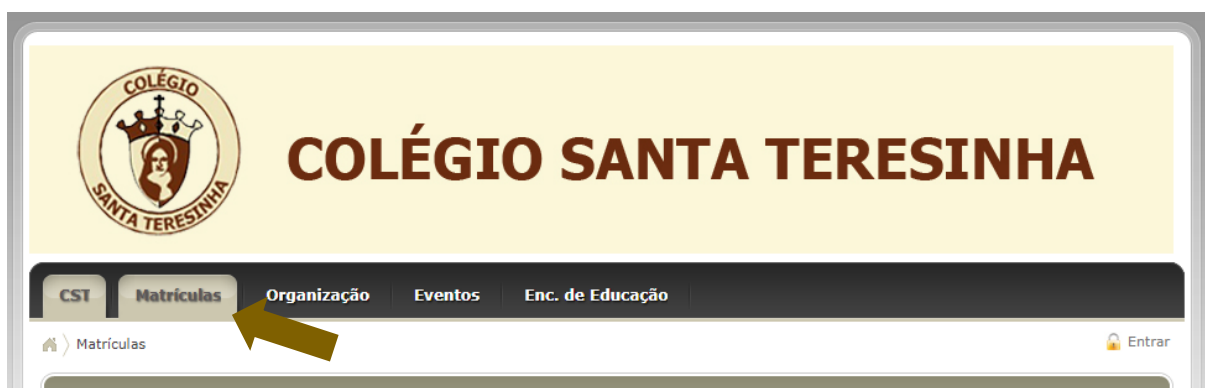 COLÉGIO
SANTA TERESINHA
COLÉGIO SANTA TERESINHA
CST Matrículas Organização Eventos Enc. de Educação
Matrículas Entrar